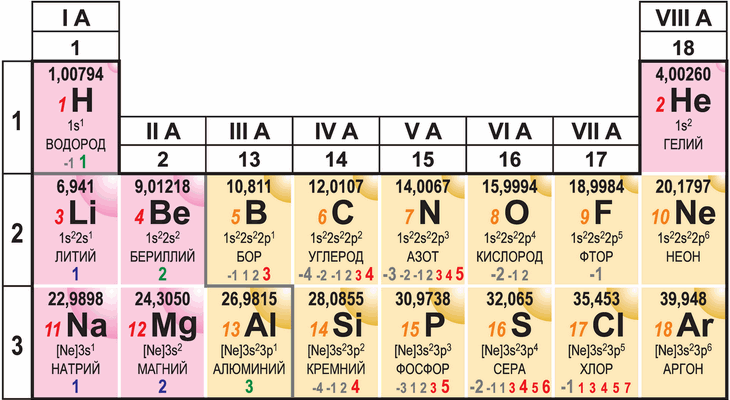 I A VIII A
1 18
1 1,00794 4,00260
1 H 2 He
1s¹ 1s²
ВОДОРОД ГЕЛИЙ
-1 1
II A III A IV A V A VI A VII A
2 13 14 15 16 17
2 6,941 9,01218 10,811 12,0107 14,0067 15,9994 18,9984 20,1797
3 Li 4 Be 5 B 6 C 7 N 8 O 9 F 10 Ne
1s²2s¹ 1s²2s² 1s²2s²2p¹ 1s²2s²2p² 1s²2s²2p³ 1s²2s²2p⁴ 1s²2s²2p⁵ 1s²2s²2p⁶
ЛИТИЙ БЕРИЛЛИЙ БОР УГЛЕРОД АЗОТ КИСЛОРОД ФТОР НЕОН
1 2 -1 1 2 3 -4 -2 -1 2 3 4 -3 -2 -1 2 3 4 5 -2 -1 2 -1
3 22,9898 24,3050 26,9815 28,0855 30,9738 32,065 35,453 39,948
11 Na 12 Mg 13 Al 14 Si 15 P 16 S 17 Cl 18 Ar
[Ne]3s¹ [Ne]3s² [Ne]3s²3p¹ [Ne]3s²3p² [Ne]3s²3p³ [Ne]3s²3p⁴ [Ne]3s²3p⁵ [Ne]3s²3p⁶
НАТРИЙ МАГНИЙ АЛЮМИНИЙ КРЕМНИЙ ФОСФОР СЕРА ХЛОР АРГОН
1 2 3 -4 -1 2 4 -3 1 2 3 5 -2 -1 1 3 4 5 6 -1 1 3 4 5 7